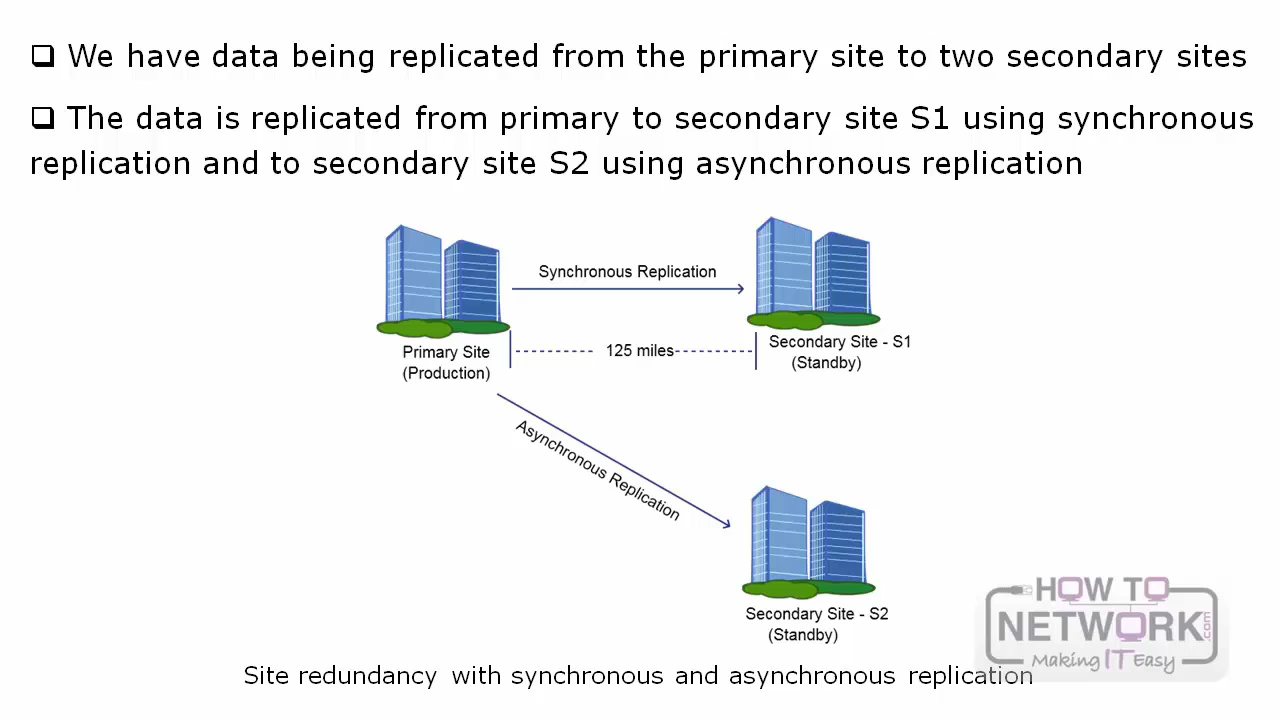 ❑ We have data being replicated from the primary site to two secondary sites
❑ The data is replicated from primary to secondary site S1 using synchronous
replication and to secondary site S2 using asynchronous replication
Synchronous Replication
Primary Site
(Production)
125 miles
Secondary Site - S1
(Standby)
Asynchronous Replication
Secondary Site - S2
(Standby)
HOW TO
NETWORK.com
Making IT Easy
Site redundancy with synchronous and asynchronous replication